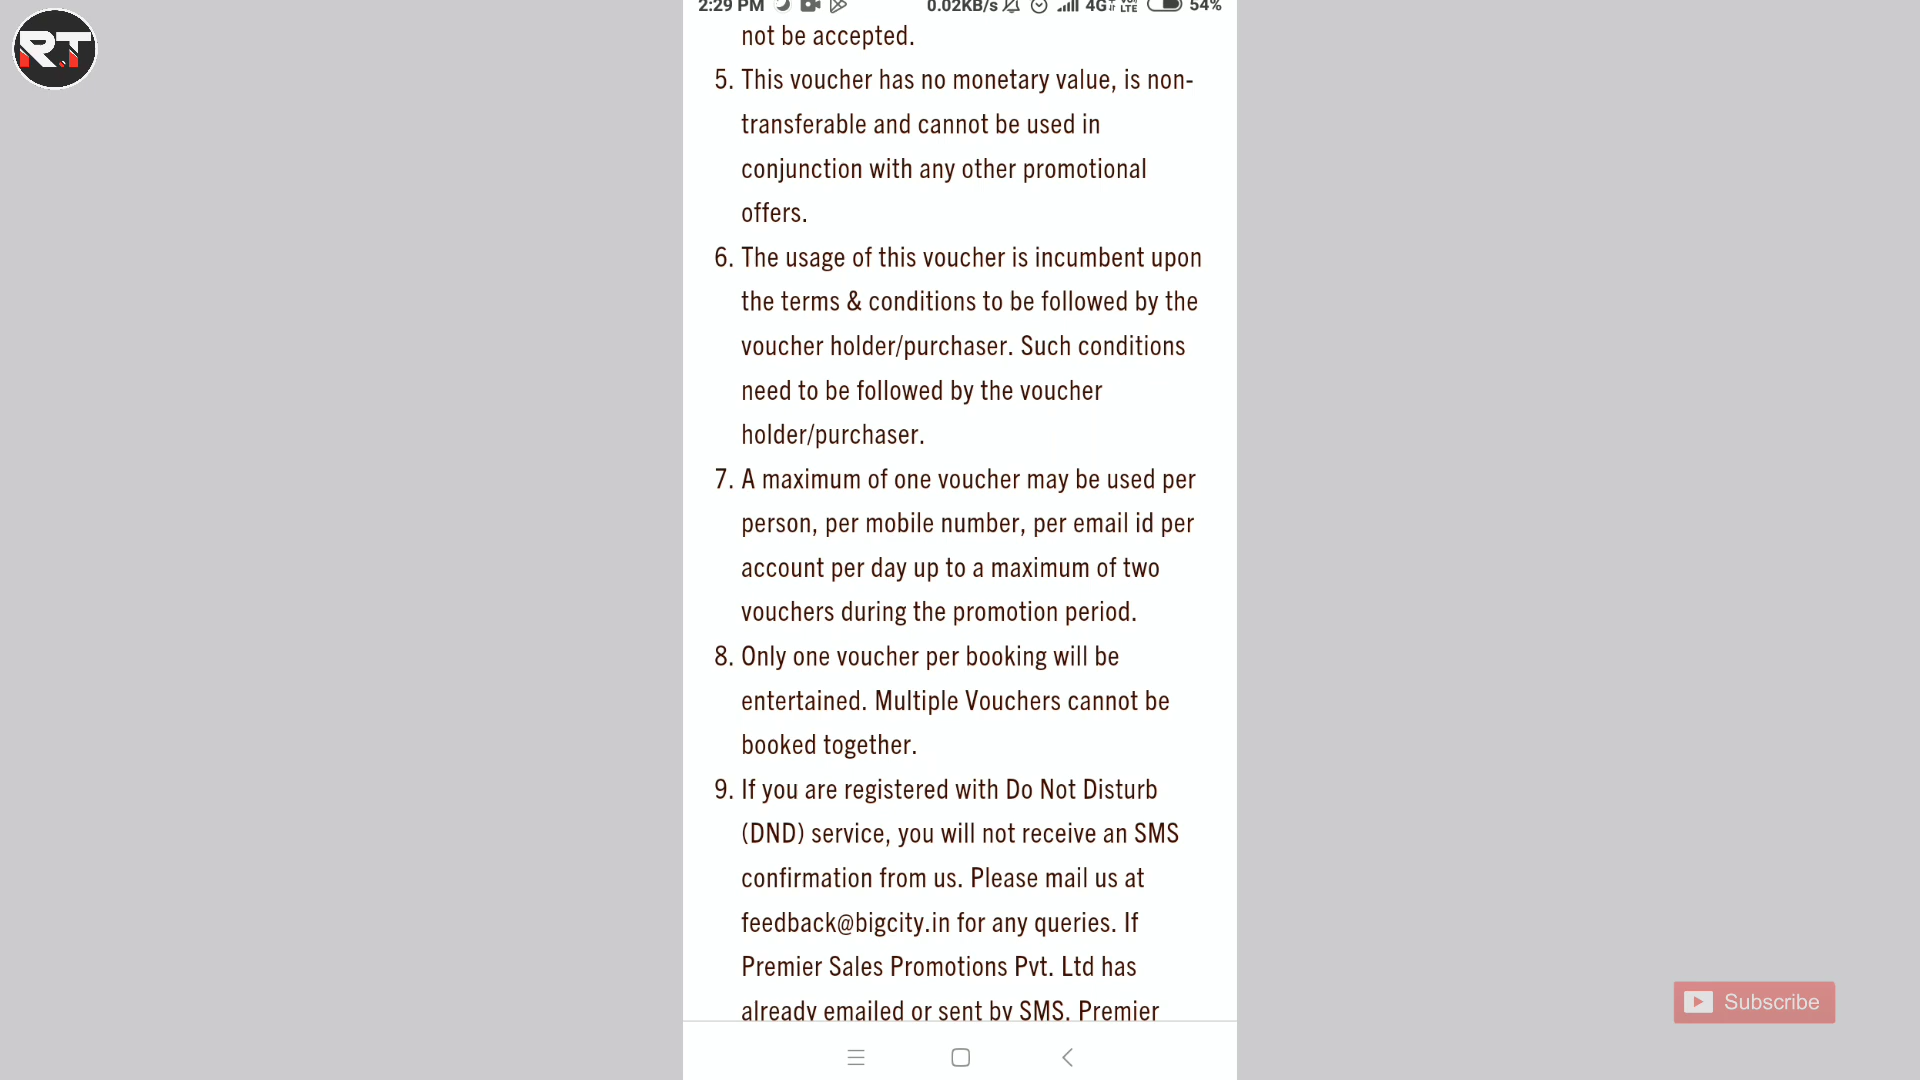 2:29 PM 0.02KB/s 4G VoLTE 54%
R.T
not be accepted.
5. This voucher has no monetary value, is non-
transferable and cannot be used in
conjunction with any other promotional
offers.
6. The usage of this voucher is incumbent upon
the terms & conditions to be followed by the
voucher holder/purchaser. Such conditions
need to be followed by the voucher
holder/purchaser.
7. A maximum of one voucher may be used per
person, per mobile number, per email id per
account per day up to a maximum of two
vouchers during the promotion period.
8. Only one voucher per booking will be
entertained. Multiple Vouchers cannot be
booked together.
9. If you are registered with Do Not Disturb
(DND) service, you will not receive an SMS
confirmation from us. Please mail us at
feedback@bigcity.in for any queries. If
Premier Sales Promotions Pvt. Ltd has
already emailed or sent by SMS. Premier
Subscribe